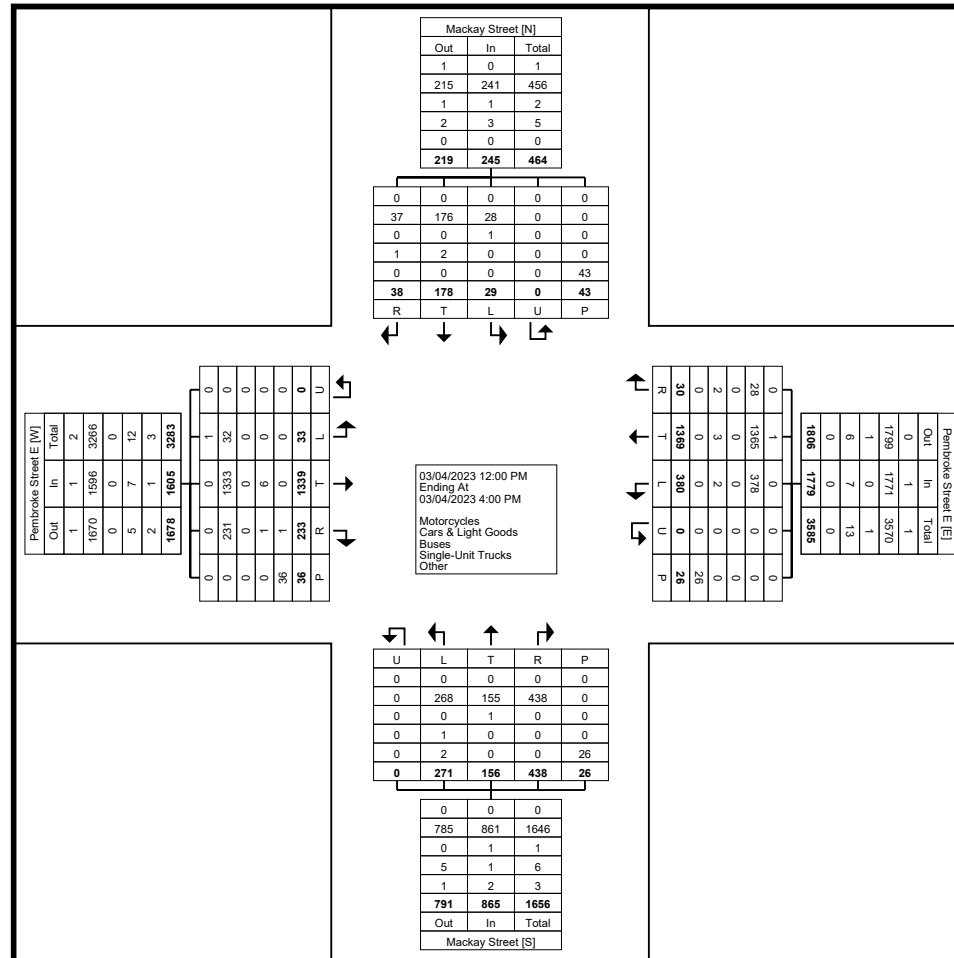 Mackay Street [N]
Out In Total
1 0 1
215 241 456
1 1 2
2 3 5
0 0 0
219 245 464
0 0 0 0 0
37 176 28 0 0
0 0 1 0 0
1 2 0 0 0
0 0 0 0 43
38 178 29 0 43
R T L U P
Pembroke Street E [W]
Total 2 3266 0 12 3 3283
In 1 1596 0 7 1 1605
Out 1 1670 0 5 2 1678
0 0 0 0 0 0 U
1 32 0 0 0 33 L
0 1333 0 6 0 1339 T
0 231 0 1 1 233 R
0 0 0 0 36 36 P
03/04/2023 12:00 PM
Ending At
03/04/2023 4:00 PM
Motorcycles
Cars & Light Goods
Buses
Single-Unit Trucks
Other
R 30 0 2 0 28 0
T 1369 0 3 0 1365 1
L 380 0 2 0 378 0
U 0 0 0 0 0 0
P 26 26 0 0 0 0
Pembroke Street E [E]
1806 0 6 1 1799 0 Out
1779 0 7 0 1771 1 In
3585 0 13 1 3570 1 Total
U L T R P
0 0 0 0 0
0 268 155 438 0
0 0 1 0 0
0 1 0 0 0
0 2 0 0 26
0 271 156 438 26
0 0 0
785 861 1646
0 1 1
5 1 6
1 2 3
791 865 1656
Out In Total
Mackay Street [S]